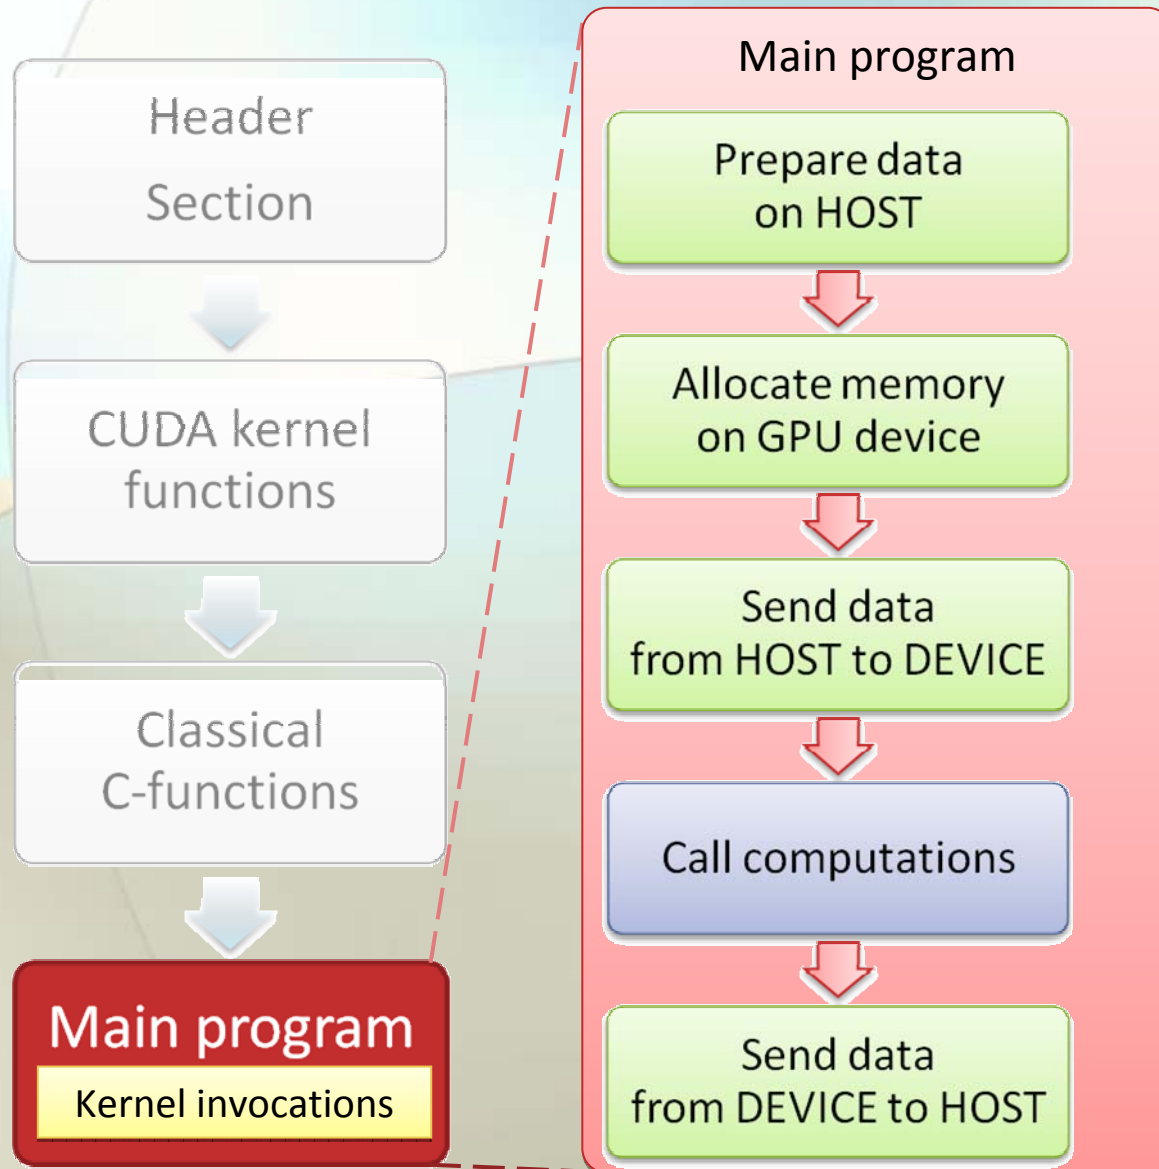 Header
Section
CUDA kernel
functions
Classical
C-functions
Main program
Kernel invocations
Main program
Prepare data
on HOST
Allocate memory
on GPU device
Send data
from HOST to DEVICE
Call computations
Send data
from DEVICE to HOST